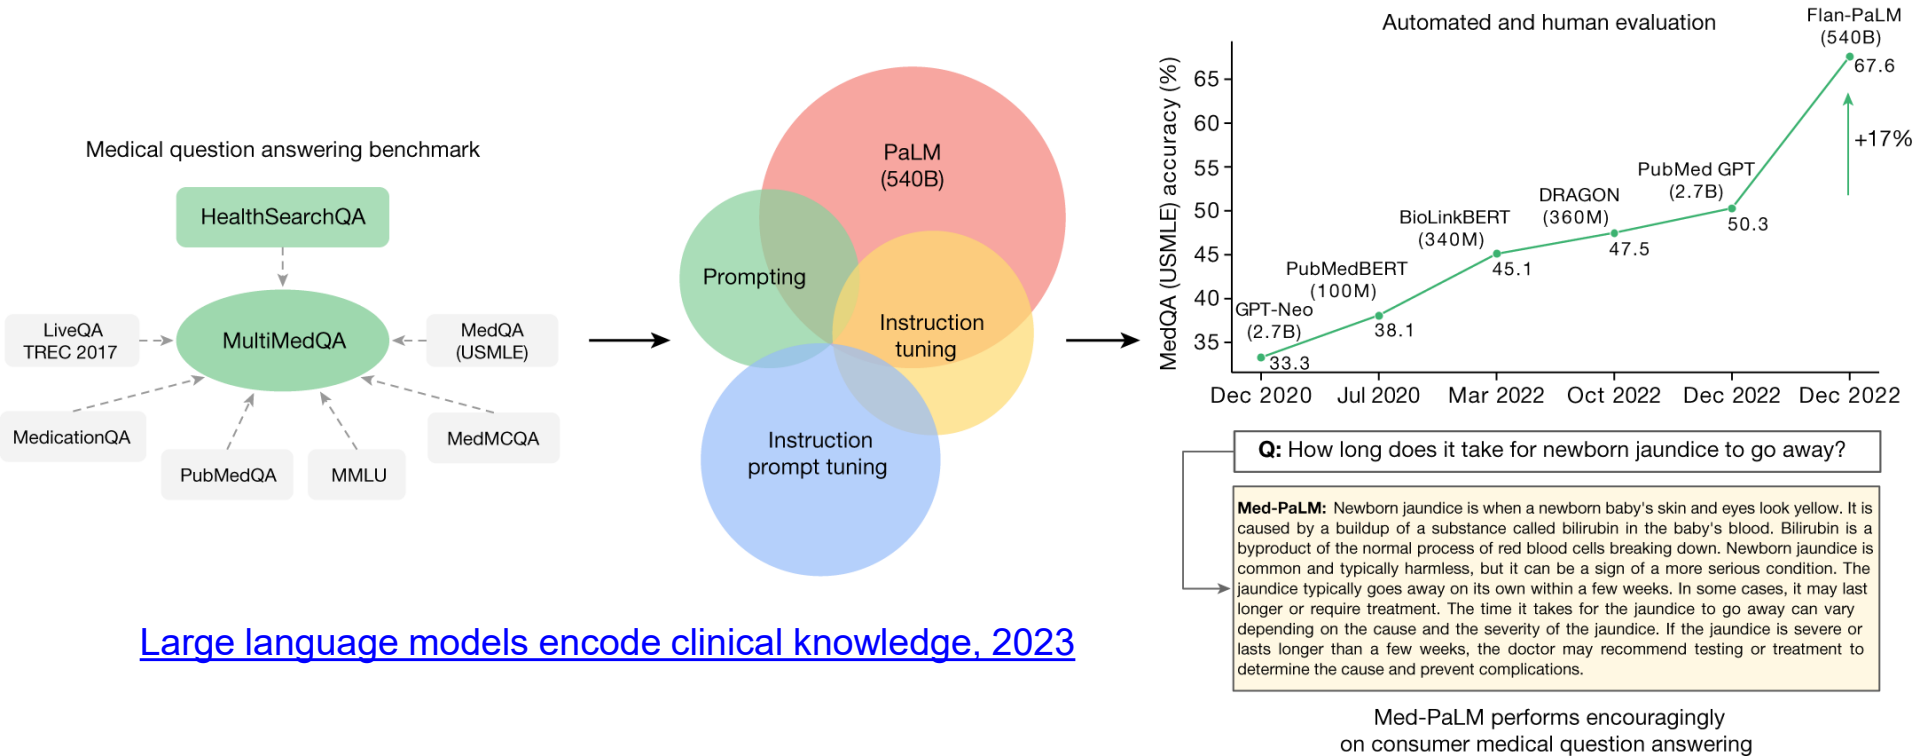 Medical question answering benchmark
HealthSearchQA
MultiMedQA
LiveQA
TREC 2017
MedQA
(USMLE)
MedicationQA
PubMedQA
MMLU
MedMCQA
PaLM
(540B)
Prompting
Instruction
tuning
Instruction
prompt tuning
Large language models encode clinical knowledge, 2023
Automated and human evaluation
MedQA (USMLE) accuracy (%)
65
60
55
50
45
40
35
GPT-Neo
(2.7B)
33.3
PubMedBERT
(100M)
38.1
BioLinkBERT
(340M)
45.1
DRAGON
(360M)
47.5
PubMed GPT
(2.7B)
50.3
Flan-PaLM
(540B)
67.6
+17%
Dec 2020 Jul 2020 Mar 2022 Oct 2022 Dec 2022 Dec 2022
Q: How long does it take for newborn jaundice to go away?
Med-PaLM: Newborn jaundice is when a newborn baby's skin and eyes look yellow. It is
caused by a buildup of a substance called bilirubin in the baby's blood. Bilirubin is a
byproduct of the normal process of red blood cells breaking down. Newborn jaundice is
common and typically harmless, but it can be a sign of a more serious condition. The
jaundice typically goes away on its own within a few weeks. In some cases, it may last
longer or require treatment. The time it takes for the jaundice to go away can vary
depending on the cause and the severity of the jaundice. If the jaundice is severe or
lasts longer than a few weeks, the doctor may recommend testing or treatment to
determine the cause and prevent complications.
Med-PaLM performs encouragingly
on consumer medical question answering